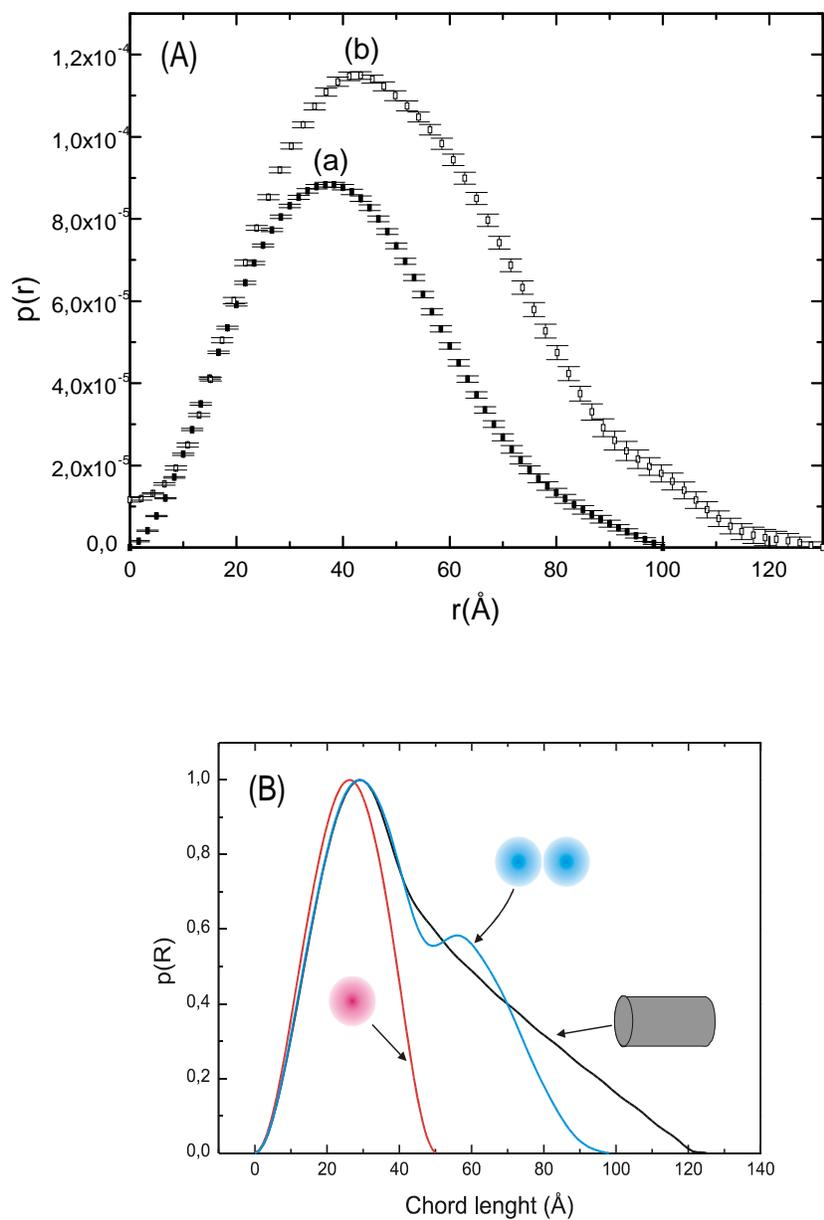 (A)
(b)
(a)
1,2x10⁻⁴
1,0x10⁻⁴
8,0x10⁻⁵
6,0x10⁻⁵
4,0x10⁻⁵
2,0x10⁻⁵
0,0
p(r)
0 20 40 60 80 100 120
r(Å)
(B)
1,0
0,8
0,6
0,4
0,2
0,0
p(R)
0 20 40 60 80 100 120 140
Chord lenght (Å)